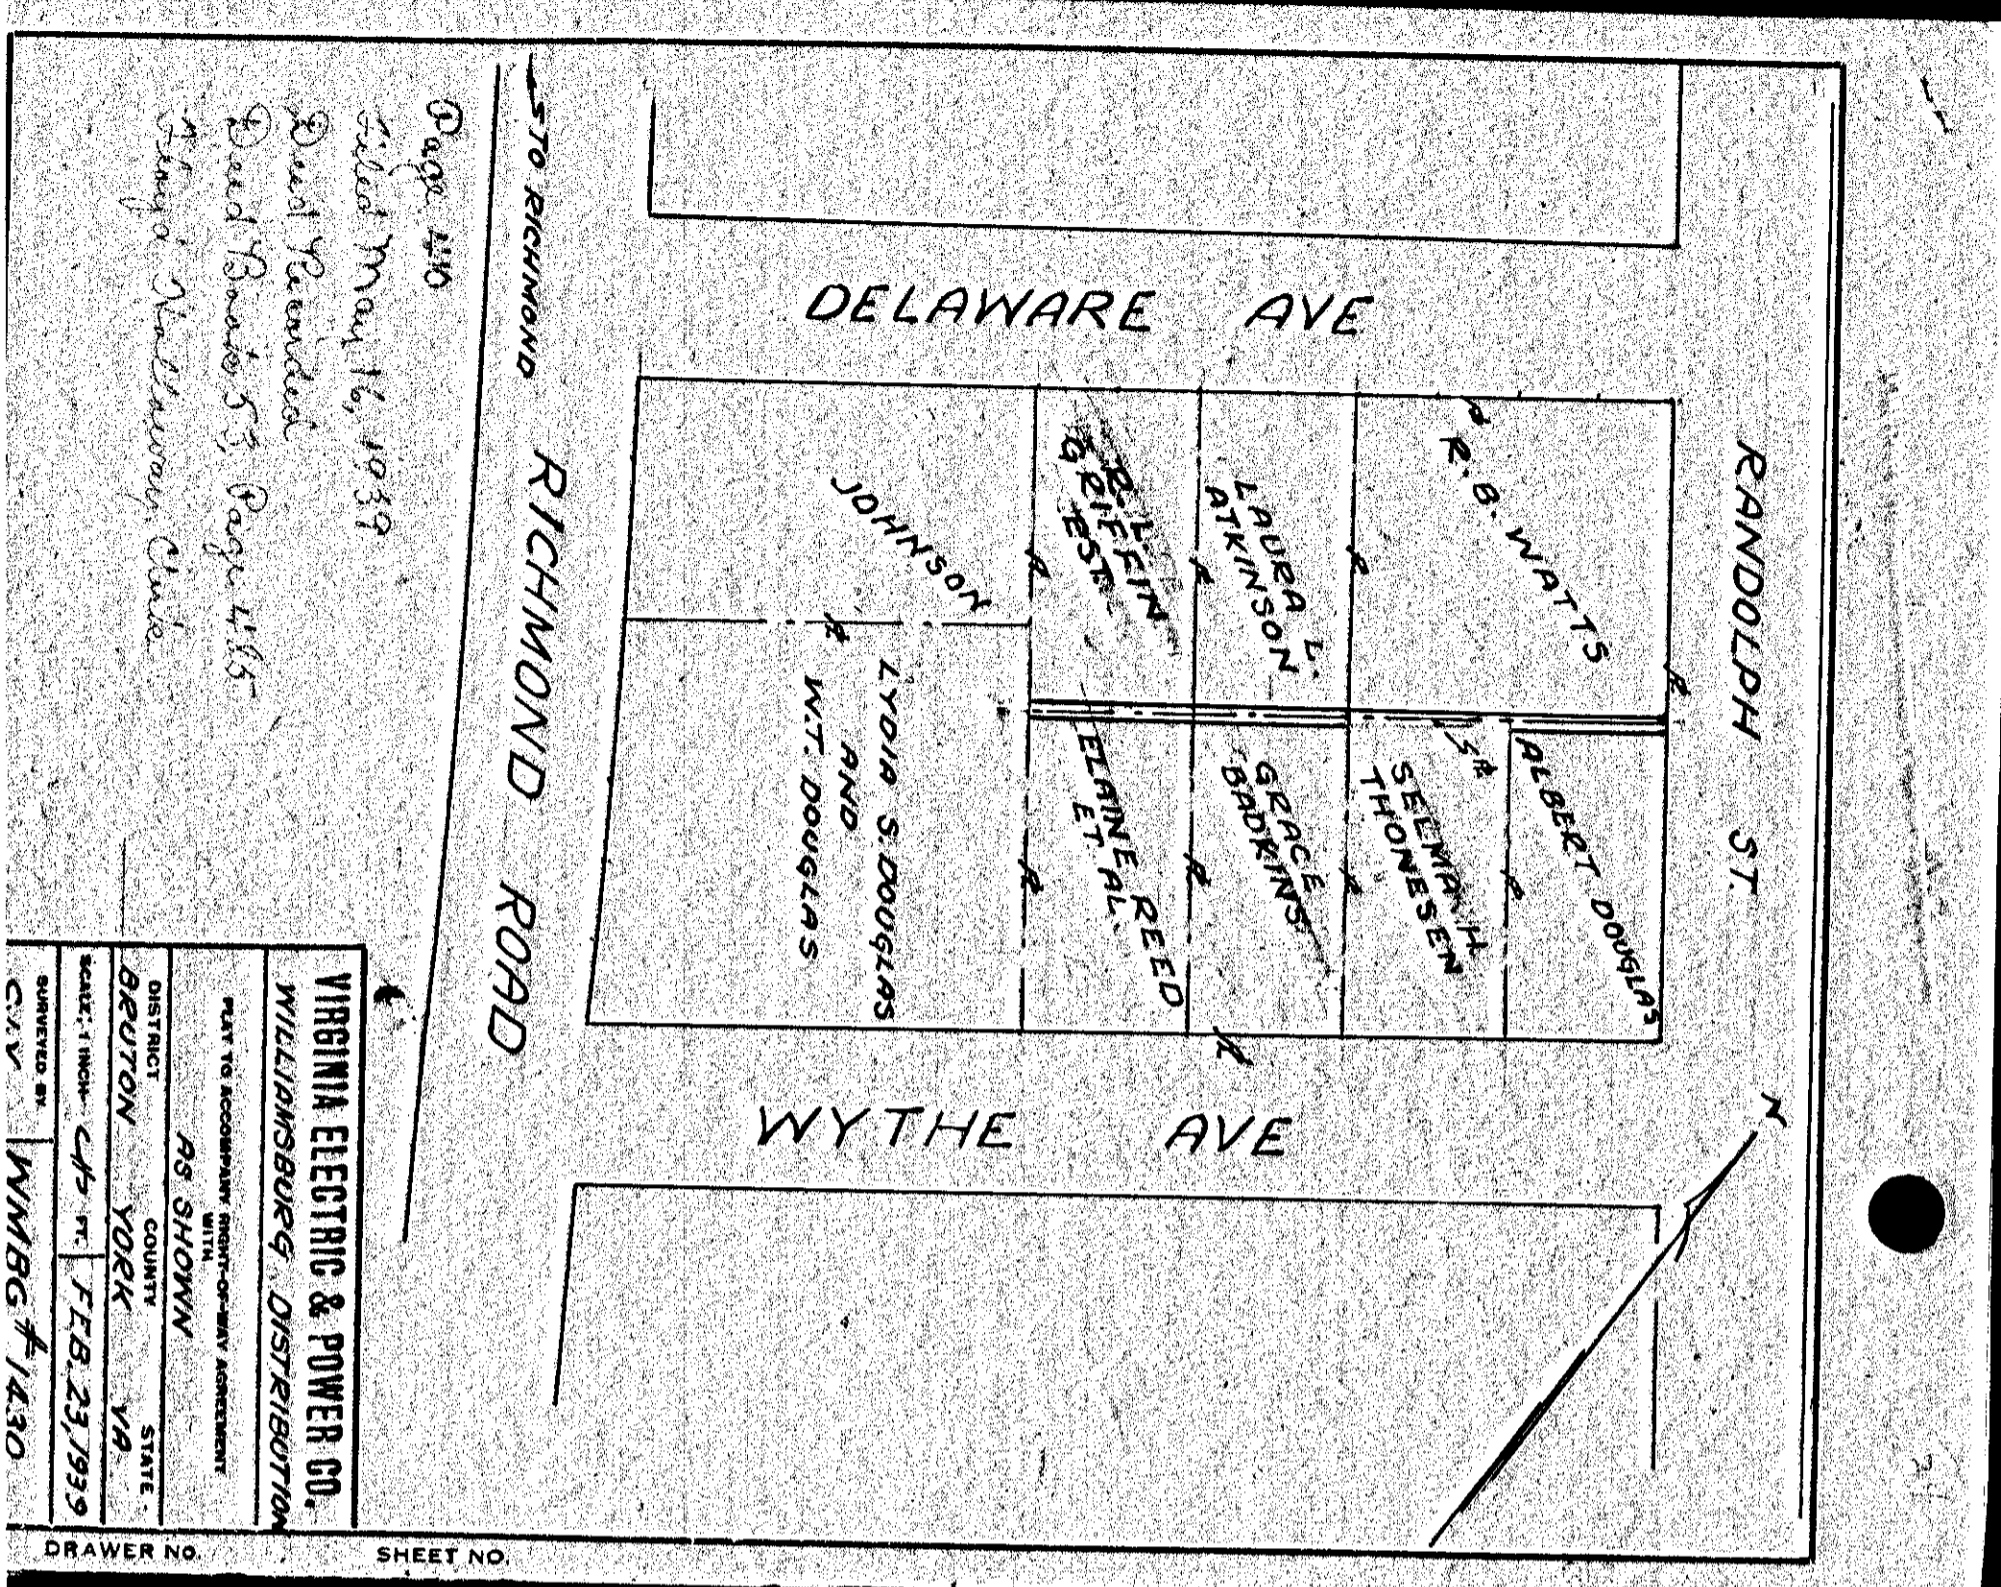 RANDOLPH ST.
N
DELAWARE AVE
R. B. WATTS
LAURA L.
ATKINSON
R. L.
GRIFFIN
EST.
JOHNSON
ALBERT DOUGLAS
SELMA H.
THONESEN
GRACE
BADKINS
ELAINE REED
ET. AL.
LYDIA S. DOUGLAS
AND
W.T. DOUGLAS
WYTHE AVE
TO RICHMOND
RICHMOND ROAD
Page 40
Filed May 16, 1939
Deed Recorded
Deed Book 53, Page 465
Clerk
VIRGINIA ELECTRIC & POWER CO.
WILLIAMSBURG, DISTRIBUTION
PLAT TO ACCOMPANY RIGHT-OF-WAY AGREEMENT
WITH
AS SHOWN
DISTRICT COUNTY STATE
BRUTON YORK VA.
SCALE, 1 INCH FT. FEB. 23, 1939
SURVEYED BY
C.I.V. WMBG # 1430
DRAWER NO. SHEET NO.